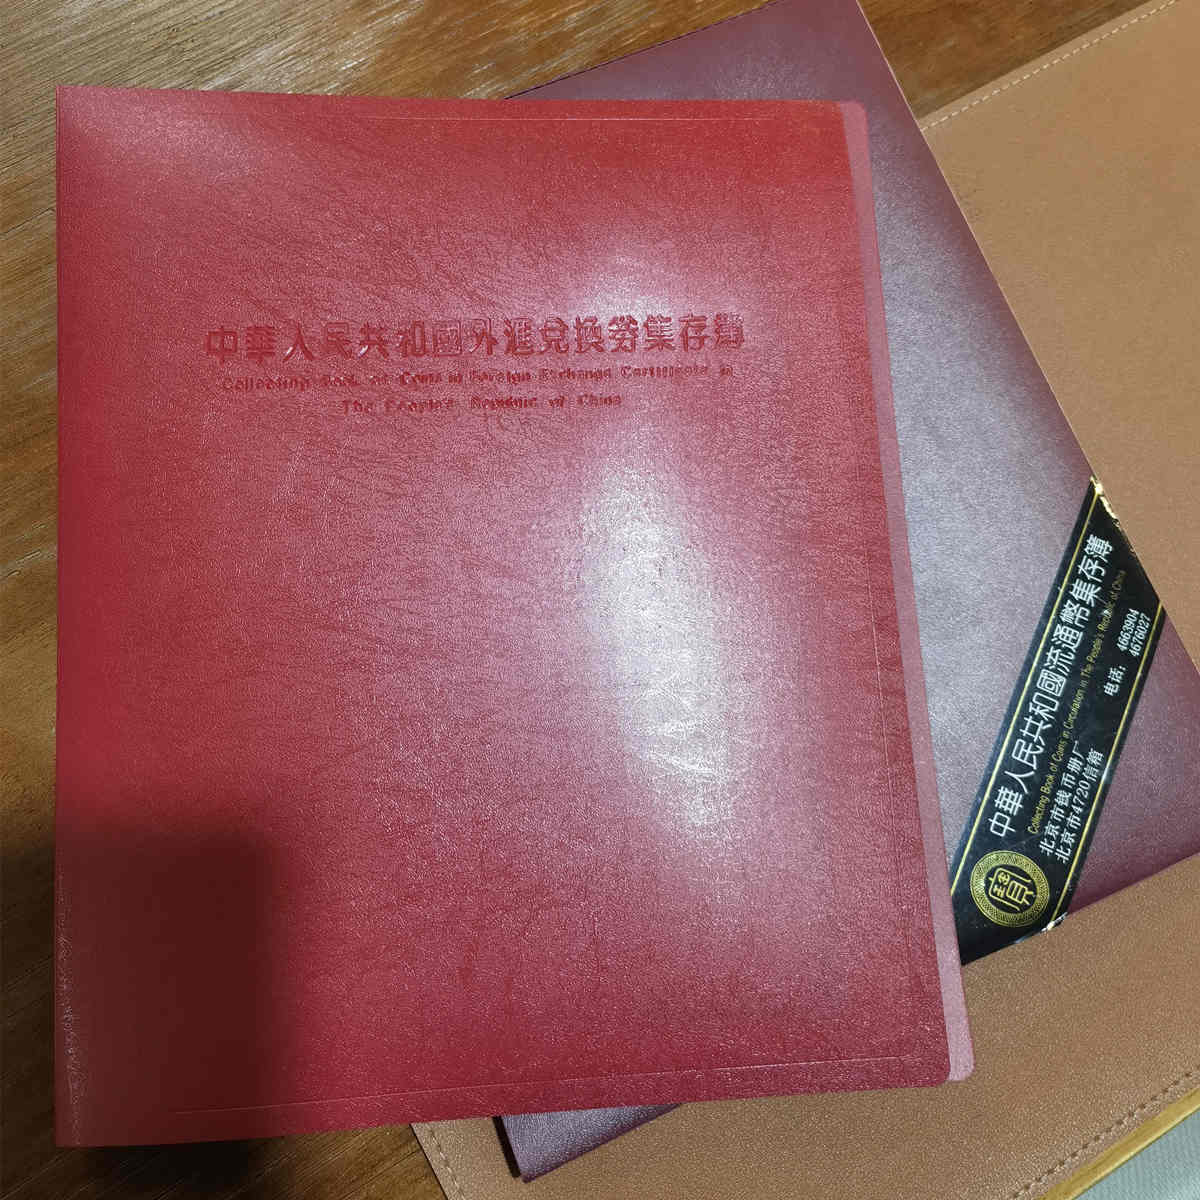 中華人民共和國外滙兌換券集存簿
Collecting Book of Coins in Foreign Exchange Certificate in
The People's Republic of China
中華人民共和國流通幣集存簿
Collecting Book of Coins in Circulation in The People's Republic of China
北京市钱币册厂
北京市4720信箱
电话: 4663904
4676027